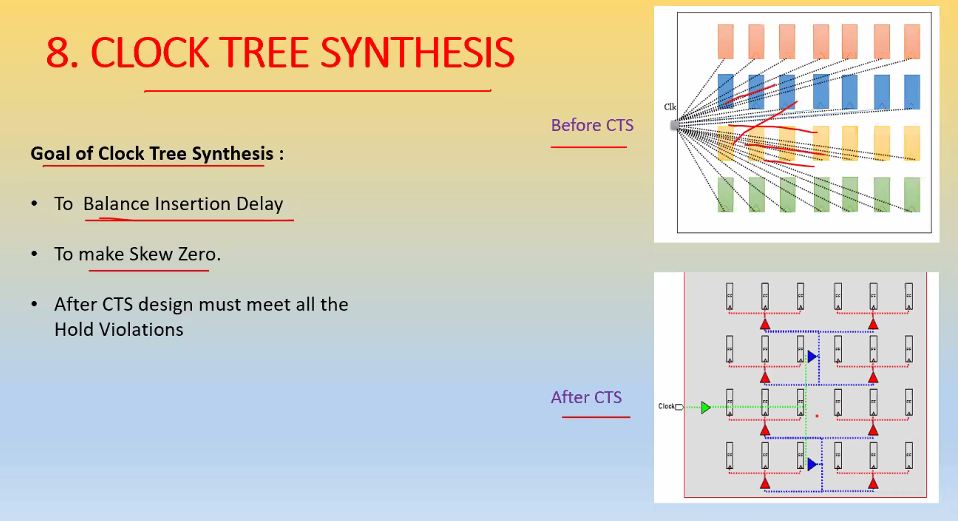 8. CLOCK TREE SYNTHESIS
Goal of Clock Tree Synthesis :
• To Balance Insertion Delay
• To make Skew Zero.
• After CTS design must meet all the
Hold Violations
Before CTS
Clk
After CTS
Clock